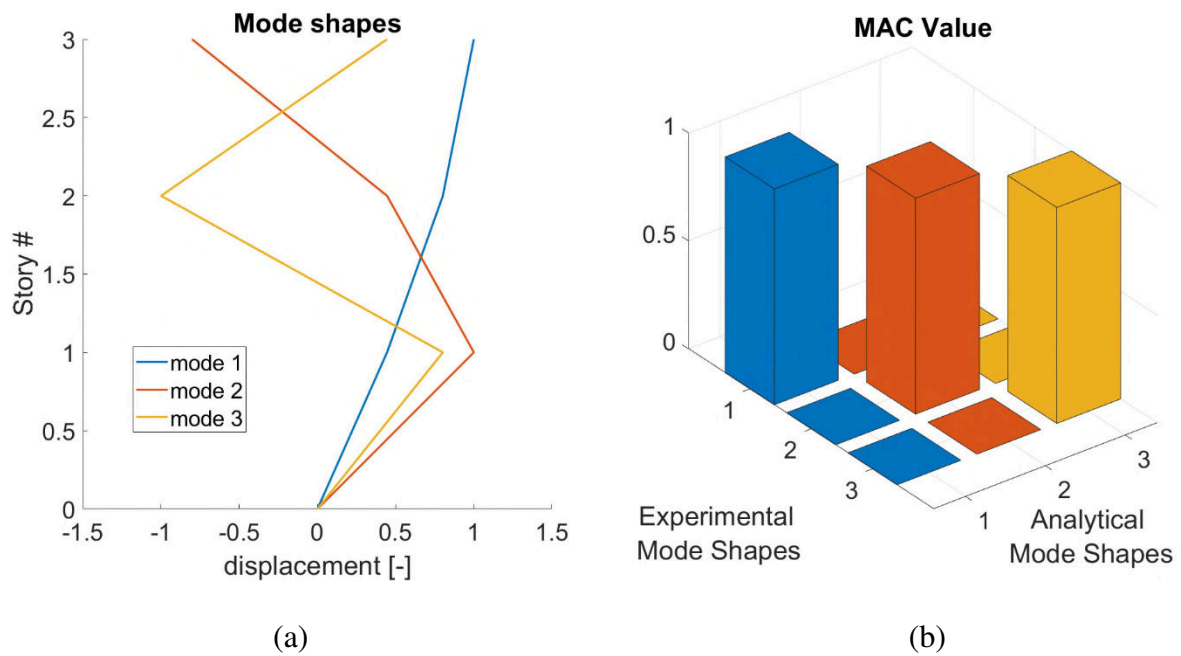 Mode shapes
3
2.5
2
1.5
1
0.5
0
Story #
mode 1
mode 2
mode 3
-1.5 -1 -0.5 0 0.5 1 1.5
displacement [-]
(a)
MAC Value
1
0.5
0
1
2
3
Experimental
Mode Shapes
1
2
3
Analytical
Mode Shapes
(b)